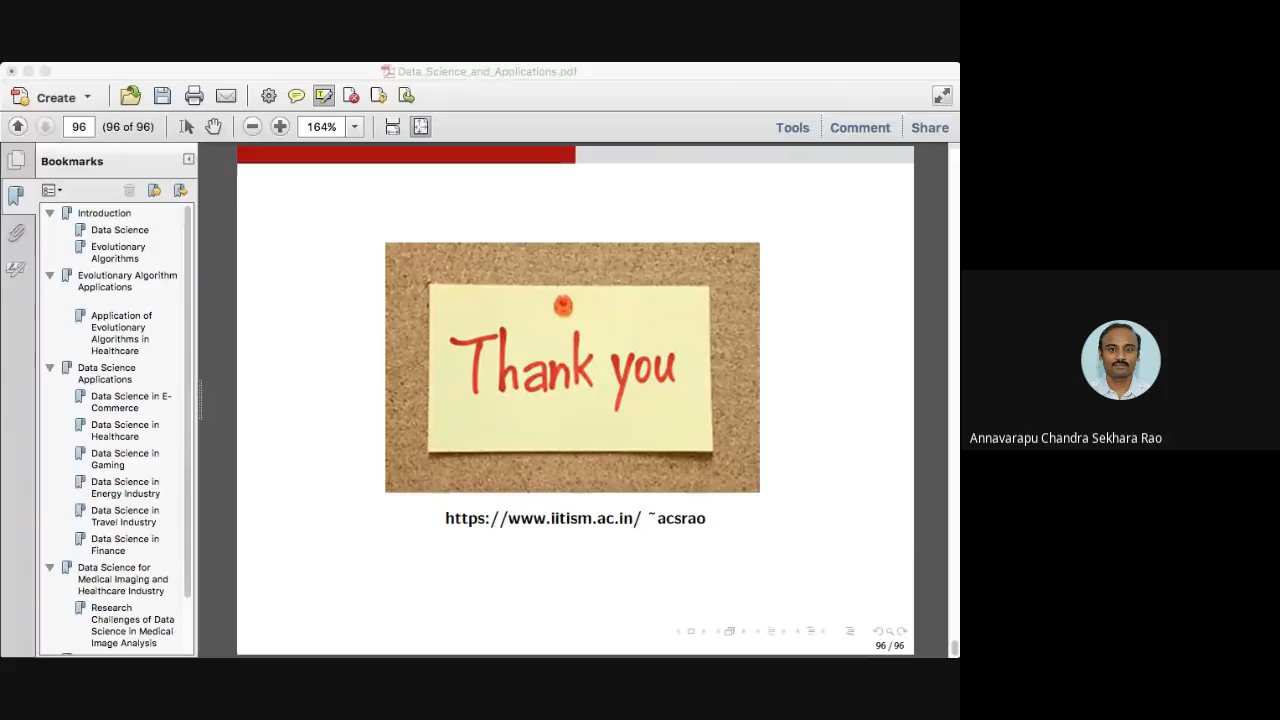 Data_Science_and_Applications.pdf
Create
96
(96 of 96)
164%
Tools
Comment
Share
Bookmarks
Introduction
Data Science
Evolutionary
Algorithms
Evolutionary Algorithm
Applications
Application of
Evolutionary
Algorithms in
Healthcare
Data Science
Applications
Data Science in E-
Commerce
Data Science in
Healthcare
Data Science in
Gaming
Data Science in
Energy Industry
Data Science in
Travel Industry
Data Science in
Finance
Data Science for
Medical Imaging and
Healthcare Industry
Research
Challenges of Data
Science in Medical
Image Analysis
Thank you
https://www.iitism.ac.in/ ~acsrao
96 / 96
Annavarapu Chandra Sekhara Rao